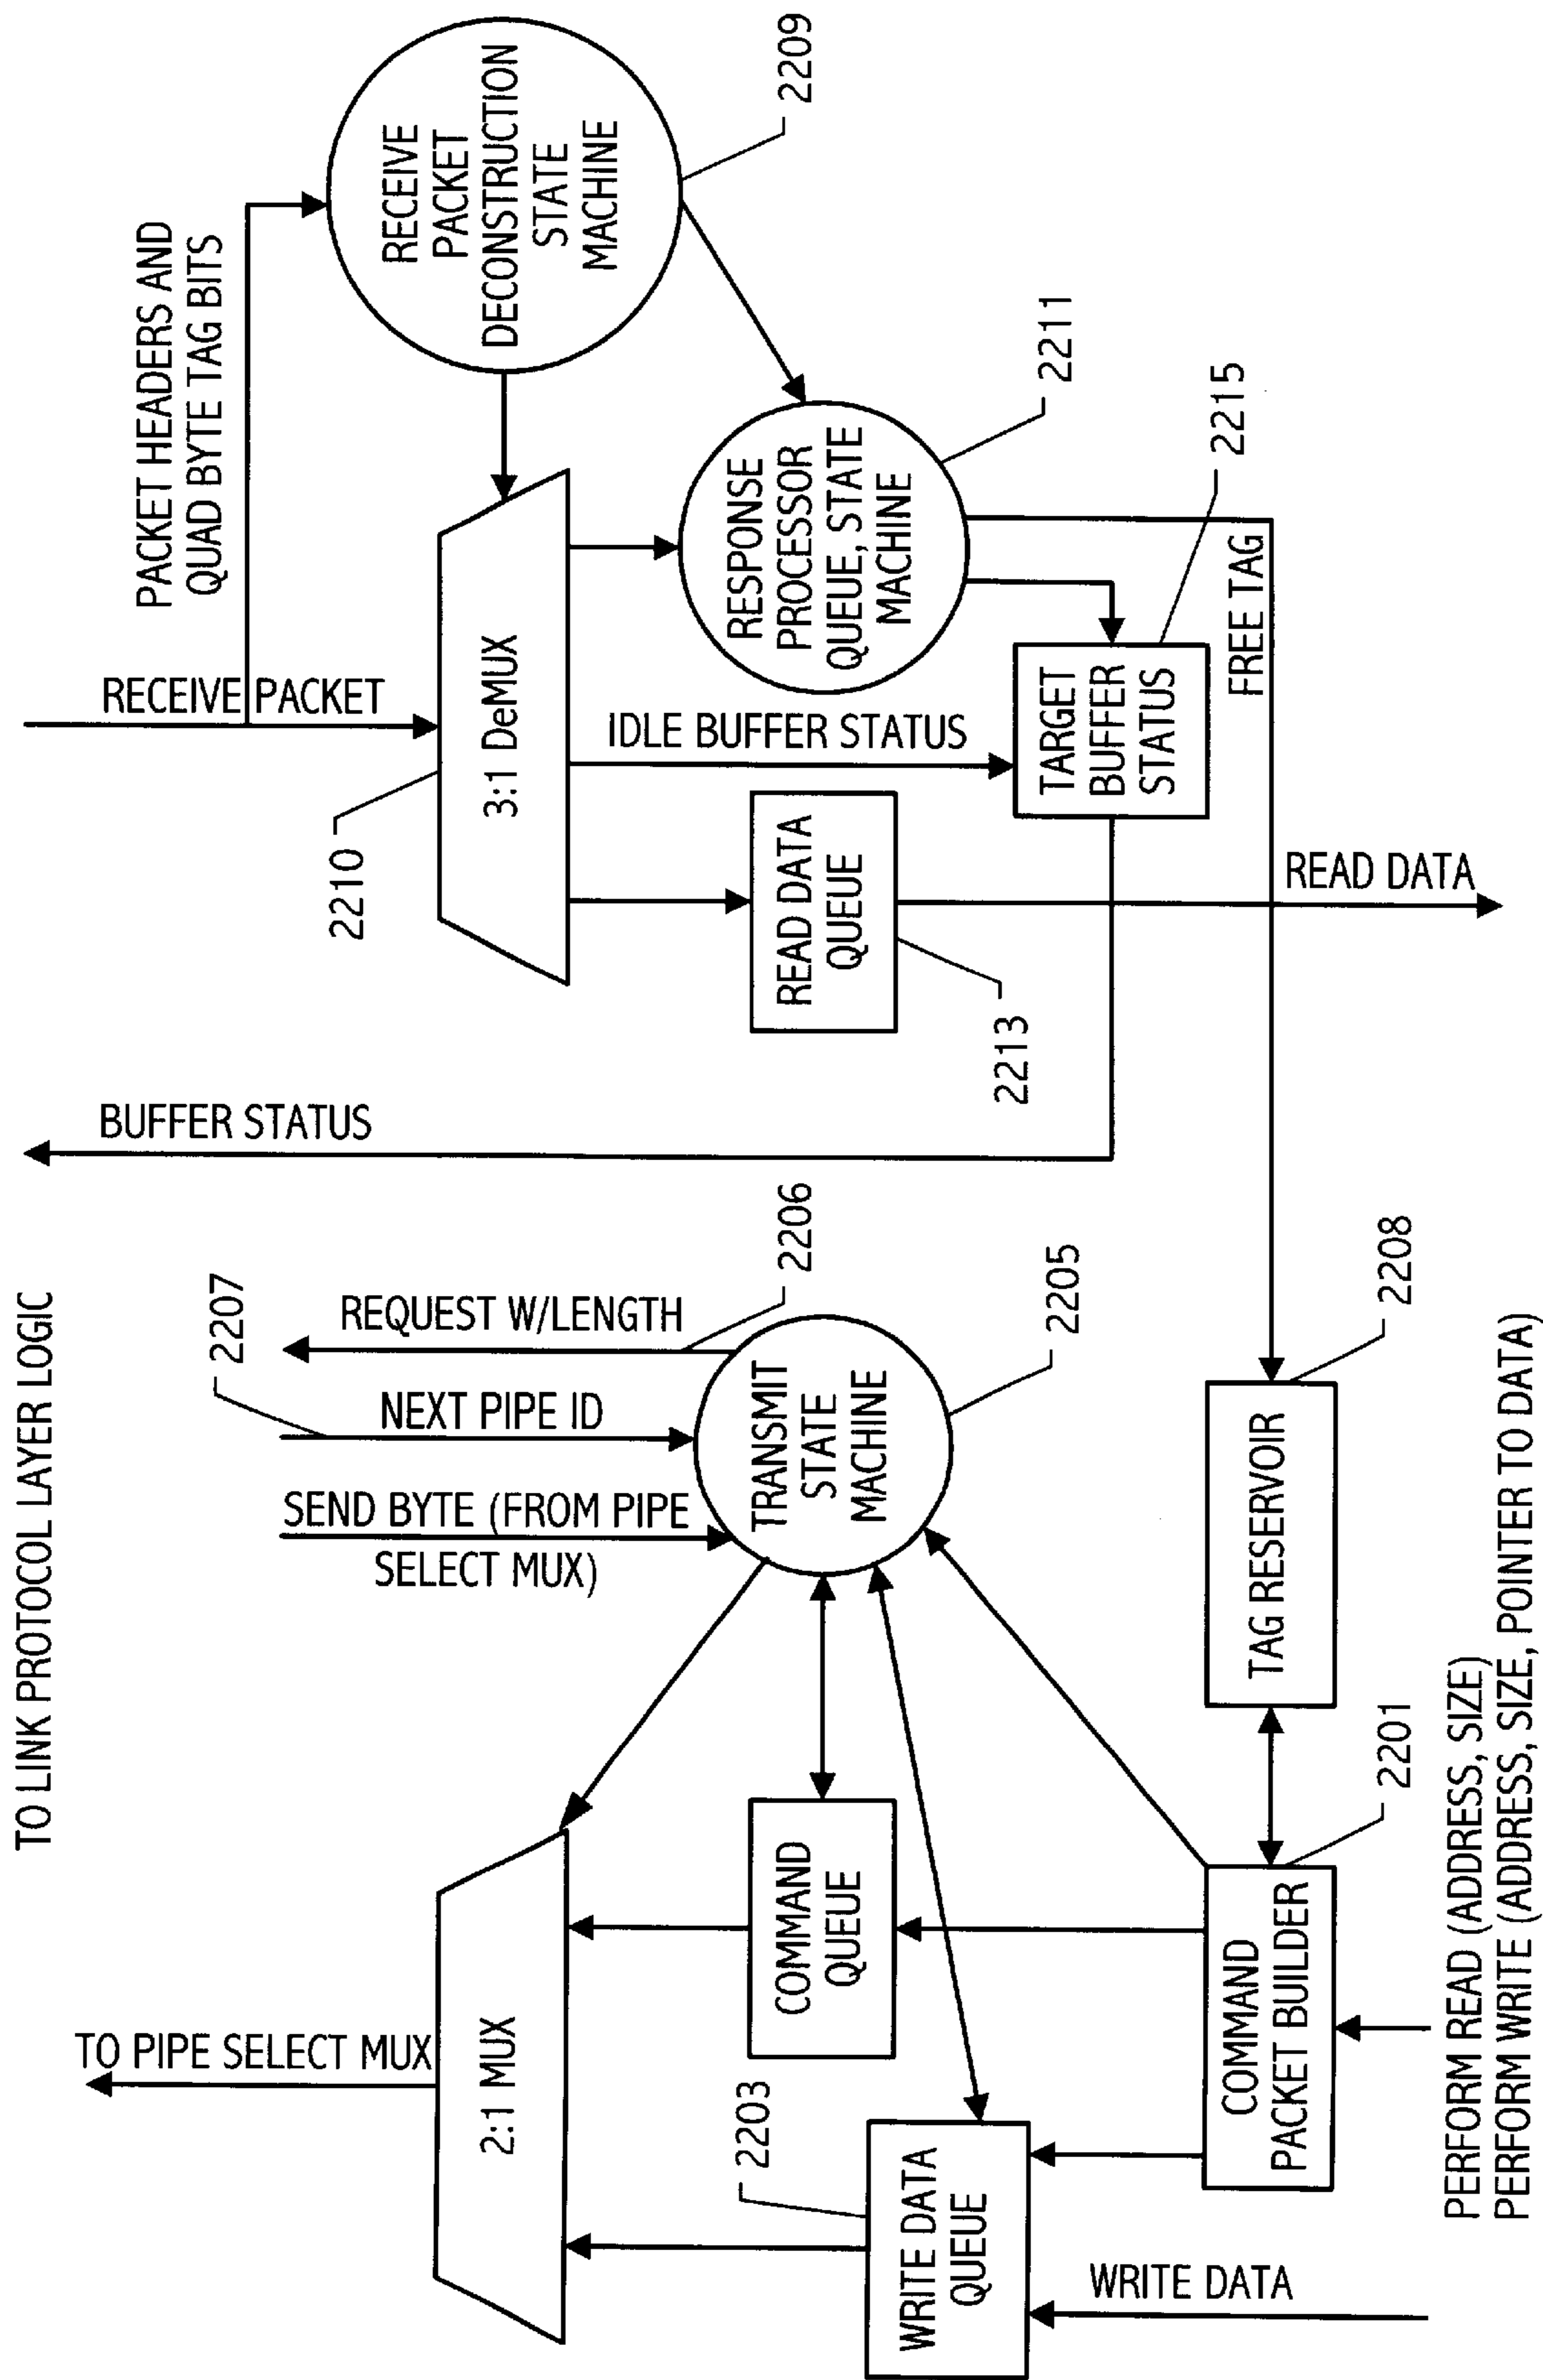 TO LINK PROTOCOL LAYER LOGIC
TO PIPE SELECT MUX
2:1 MUX
2203
WRITE DATA
QUEUE
WRITE DATA
COMMAND
QUEUE
COMMAND
PACKET BUILDER
2201
PERFORM READ (ADDRESS, SIZE)
PERFORM WRITE (ADDRESS, SIZE, POINTER TO DATA)
SEND BYTE (FROM PIPE
SELECT MUX)
NEXT PIPE ID
2207
REQUEST W/LENGTH
2206
TRANSMIT
STATE
MACHINE
2205
TAG RESERVOIR
2208
BUFFER STATUS
RECEIVE PACKET
PACKET HEADERS AND
QUAD BYTE TAG BITS
RECEIVE
PACKET
DECONSTRUCTION
STATE
MACHINE
2209
2210
3:1 DeMUX
READ DATA
QUEUE
2213
IDLE BUFFER STATUS
RESPONSE
PROCESSOR
QUEUE, STATE
MACHINE
2211
TARGET
BUFFER
STATUS
2215
FREE TAG
READ DATA